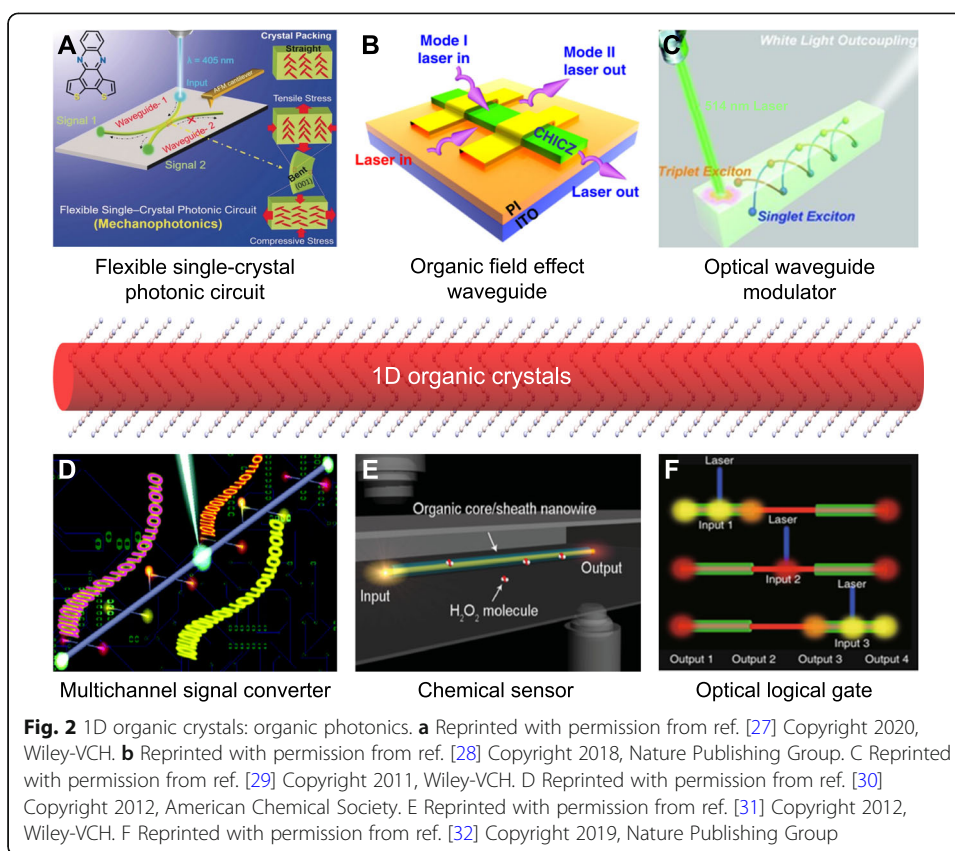 A
Crystal Packing
Straight
λ = 405 nm
Input
AFM cantilever
N
N
S
S
Waveguide- 1
Signal 1
Waveguide- 2
Signal 2
Tensile Stress
Bent
[001]
Flexible Single–Crystal Photonic Circuit
(Mechanophotonics)
Compressive Stress
Flexible single-crystal
photonic circuit
B
Mode I
laser in
Mode II
laser out
Laser in
CHICZ
Laser out
PI
ITO
Organic field effect
waveguide
C
White Light Outcoupling
Triplet Exciton
Singlet Exciton
Optical waveguide
modulator
1D organic crystals
D
Multichannel signal converter
E
Organic core/sheath nanowire
Input
Output
H2O2 molecule
Chemical sensor
F
Laser
Input 1
Laser
Input 2
Laser
Input 3
Output 1 Output 2 Output 3 Output 4
Optical logical gate
Fig. 2 1D organic crystals: organic photonics. a Reprinted with permission from ref. [27] Copyright 2020,
Wiley-VCH. b Reprinted with permission from ref. [28] Copyright 2018, Nature Publishing Group. C Reprinted
with permission from ref. [29] Copyright 2011, Wiley-VCH. D Reprinted with permission from ref. [30]
Copyright 2012, American Chemical Society. E Reprinted with permission from ref. [31] Copyright 2012,
Wiley-VCH. F Reprinted with permission from ref. [32] Copyright 2019, Nature Publishing Group